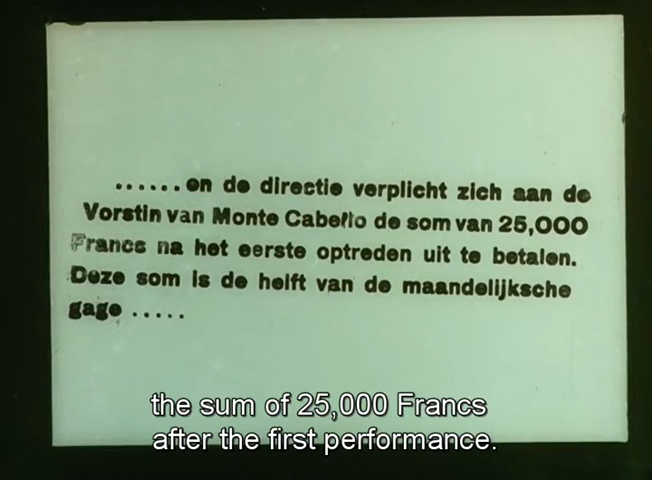 ......en de directie verplicht zich aan de
Vorstin van Monte Cabello de som van 25,000
Francs na het eerste optreden uit te betalen.
Deze som is de helft van de maandelijksche
gage .....
the sum of 25,000 Francs
after the first performance.